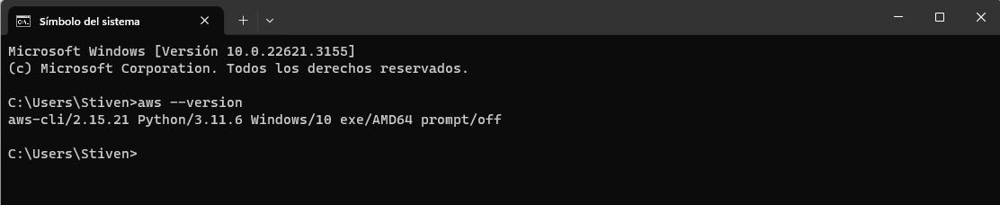 Símbolo del sistema
Microsoft Windows [Versión 10.0.22621.3155]
(c) Microsoft Corporation. Todos los derechos reservados.
C:\Users\Stiven>aws --version
aws-cli/2.15.21 Python/3.11.6 Windows/10 exe/AMD64 prompt/off
C:\Users\Stiven>